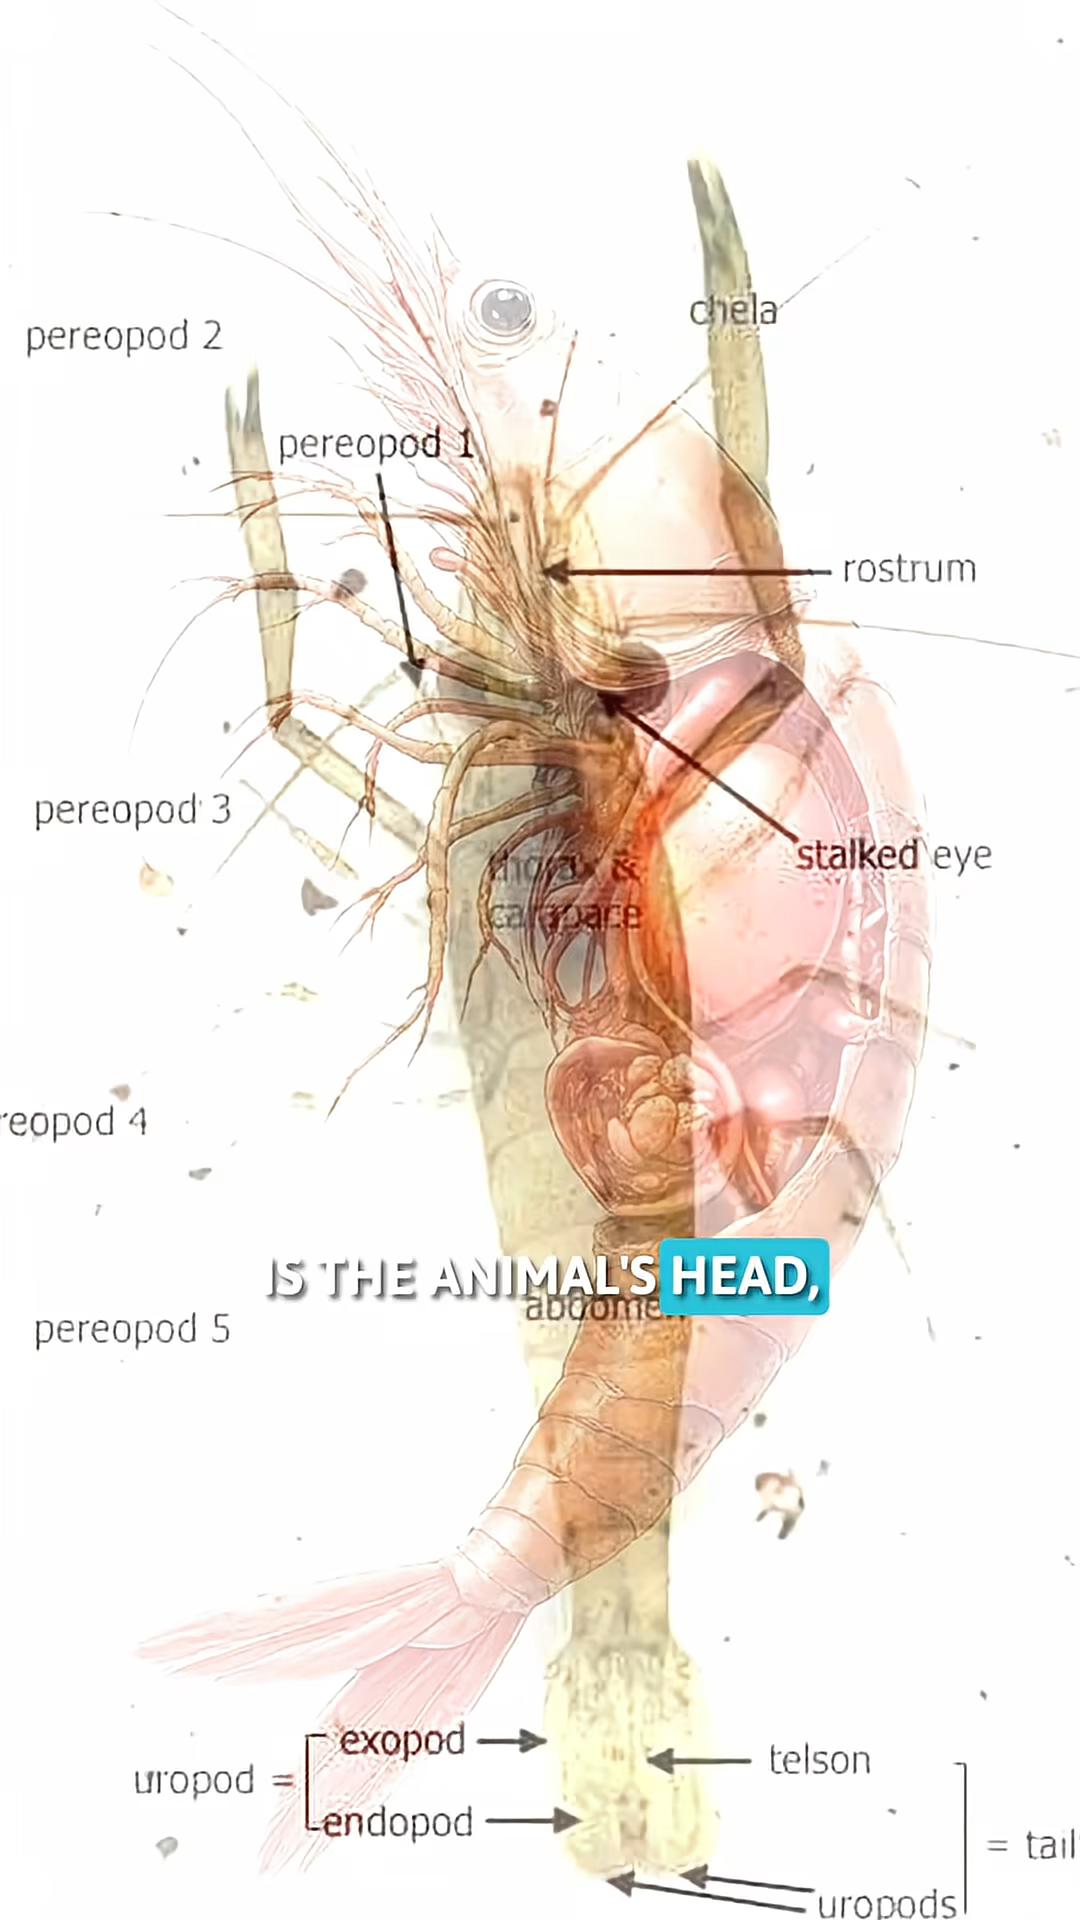 chela
pereopod 2
pereopod 1
rostrum
pereopod 3
stalked eye
thorax &
carapace
reopod 4
IS THE ANIMAL'S HEAD,
abdomen
pereopod 5
exopod
telson
uropod =
endopod
= tail
uropods